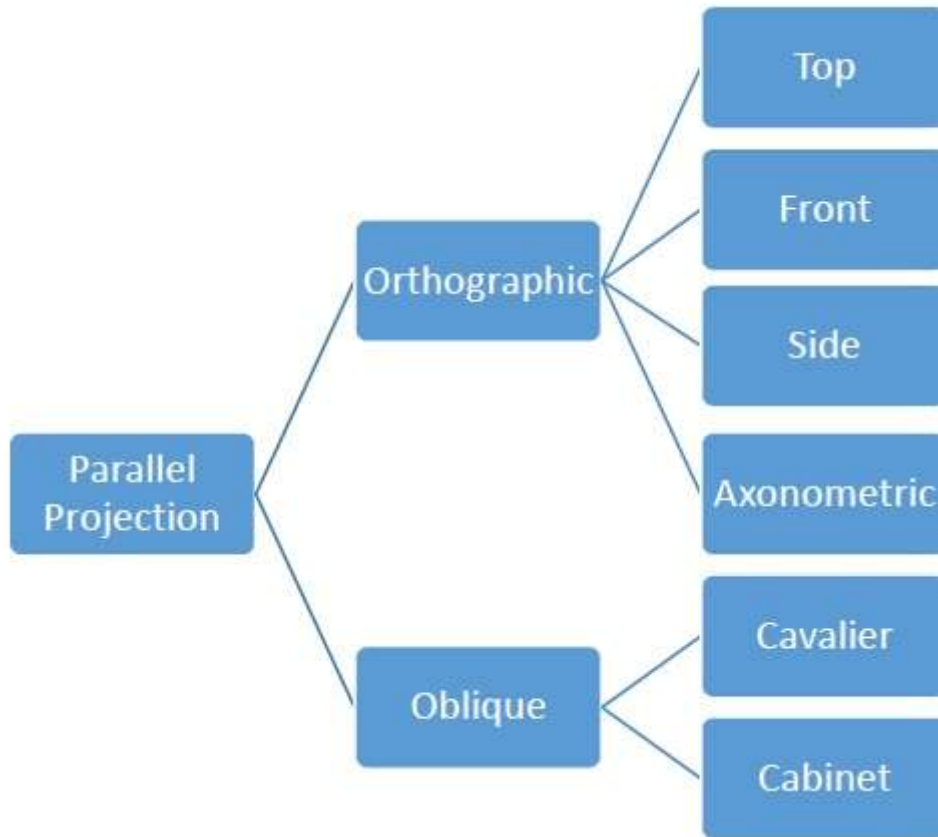 Parallel
Projection
Orthographic
Oblique
Top
Front
Side
Axonometric
Cavalier
Cabinet